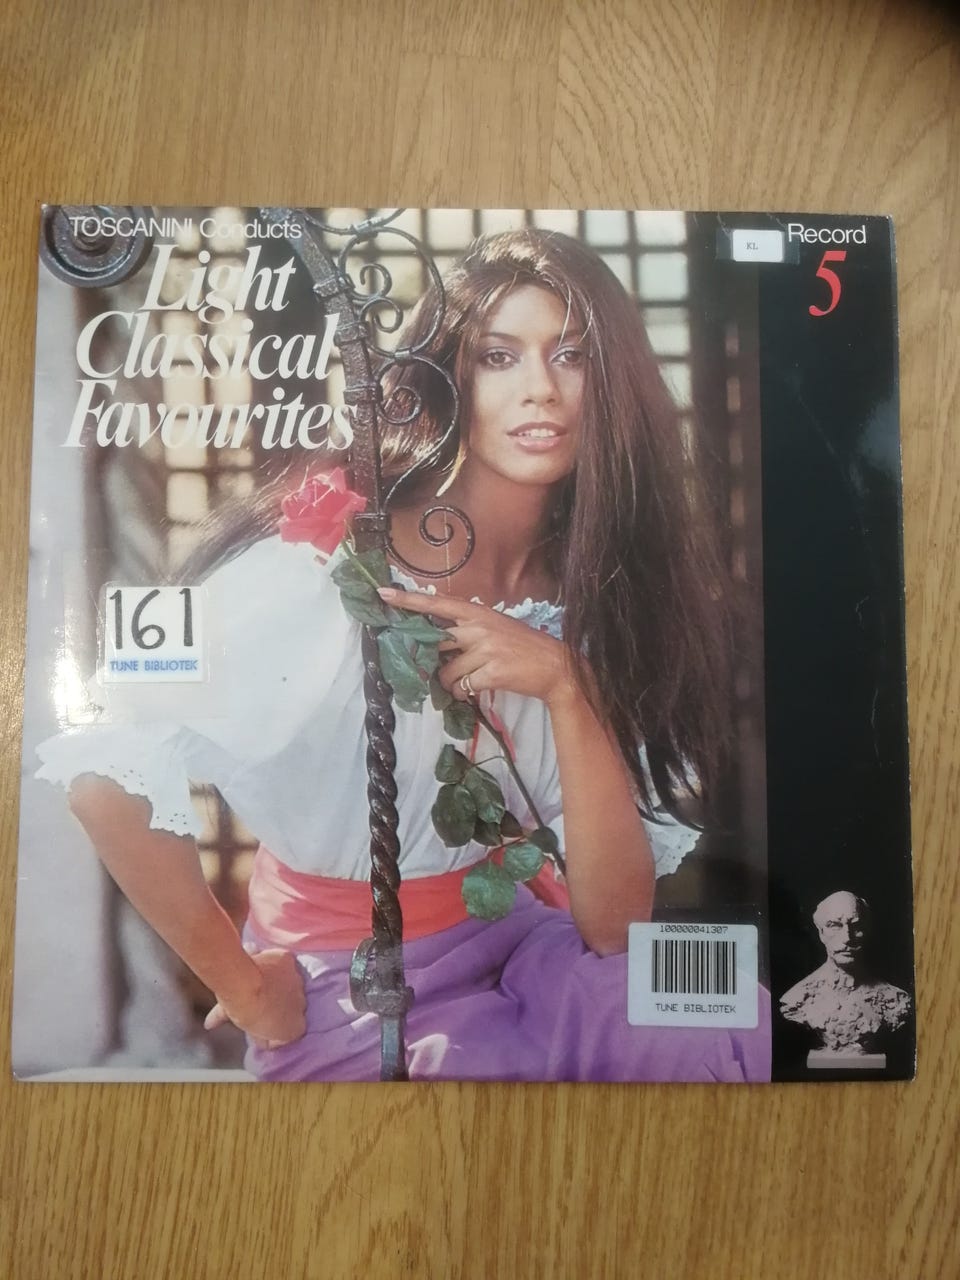 TOSCANINI Conducts
Light
Classical
Favourites
KL
Record
5
161
TUNE BIBLIOTEK
100000041307
TUNE BIBLIOTEK